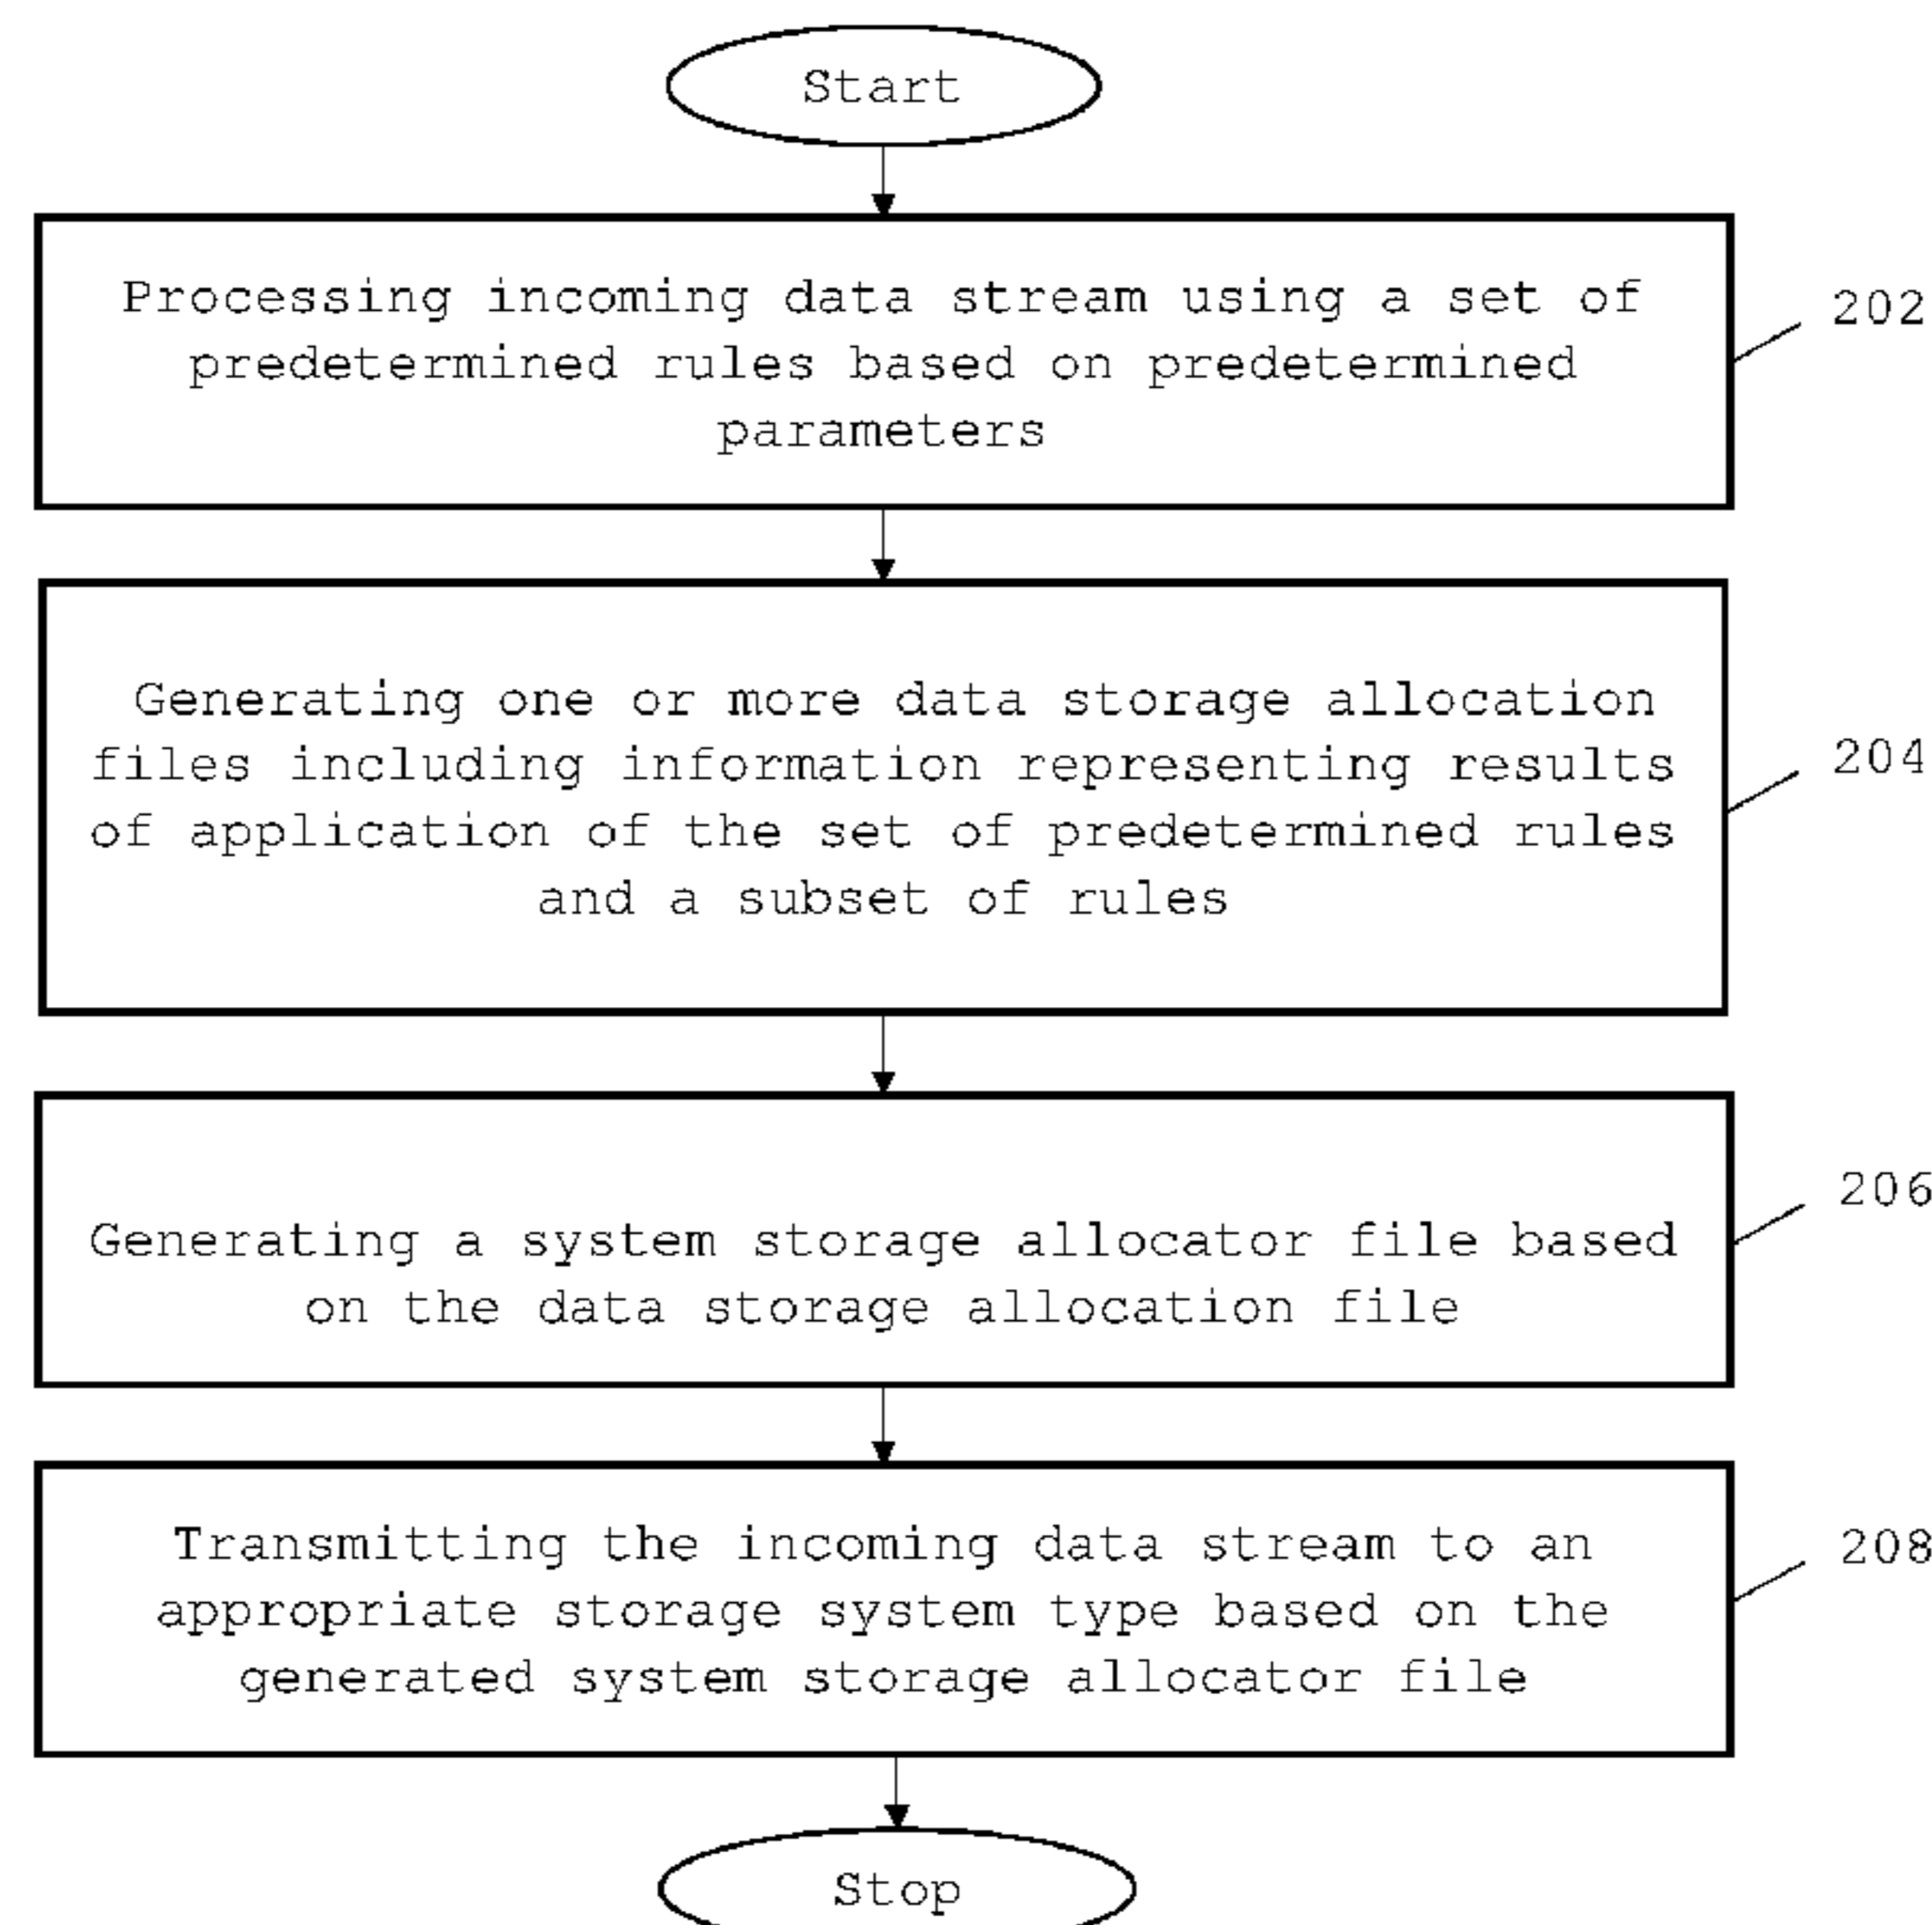 Start
Processing incoming data stream using a set of
predetermined rules based on predetermined
parameters
202
Generating one or more data storage allocation
files including information representing results
of application of the set of predetermined rules
and a subset of rules
204
Generating a system storage allocator file based
on the data storage allocation file
206
Transmitting the incoming data stream to an
appropriate storage system type based on the
generated system storage allocator file
208
Stop